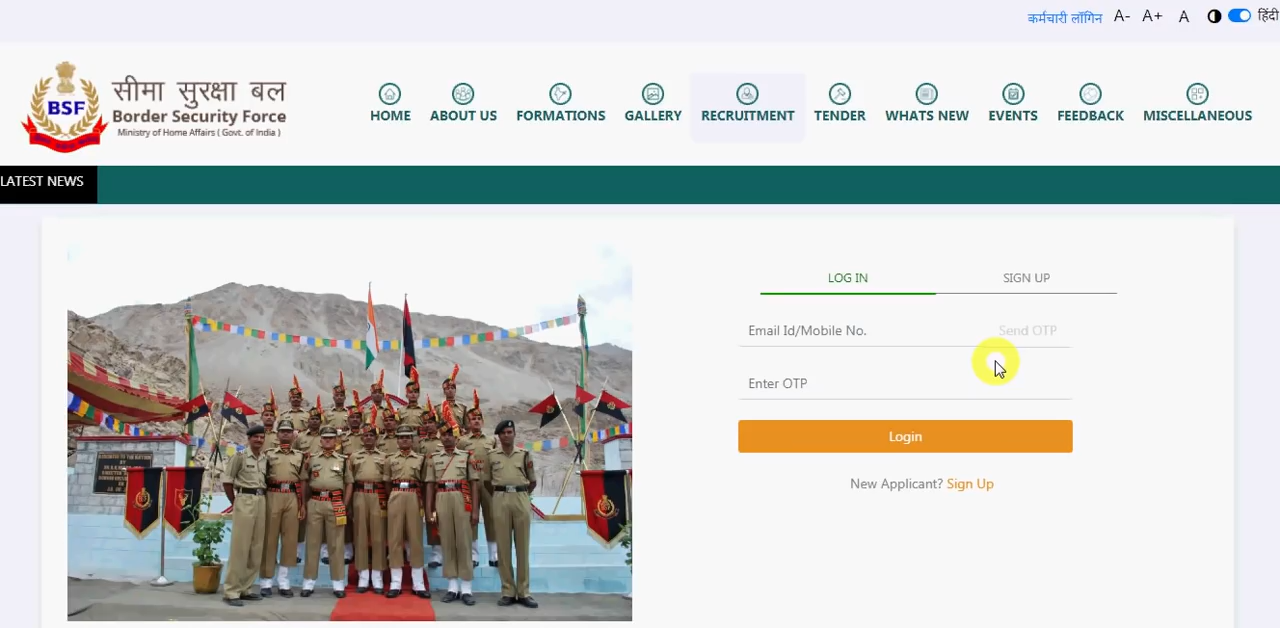 कर्मचारी लॉगिन A- A+ A हिंदी
सीमा सुरक्षा बल
Border Security Force
Ministry of Home Affairs ( Govt. of India )
BSF
HOME ABOUT US FORMATIONS GALLERY RECRUITMENT TENDER WHATS NEW EVENTS FEEDBACK MISCELLANEOUS
LATEST NEWS
LOG IN SIGN UP
Email Id/Mobile No. Send OTP
Enter OTP
Login
New Applicant? Sign Up